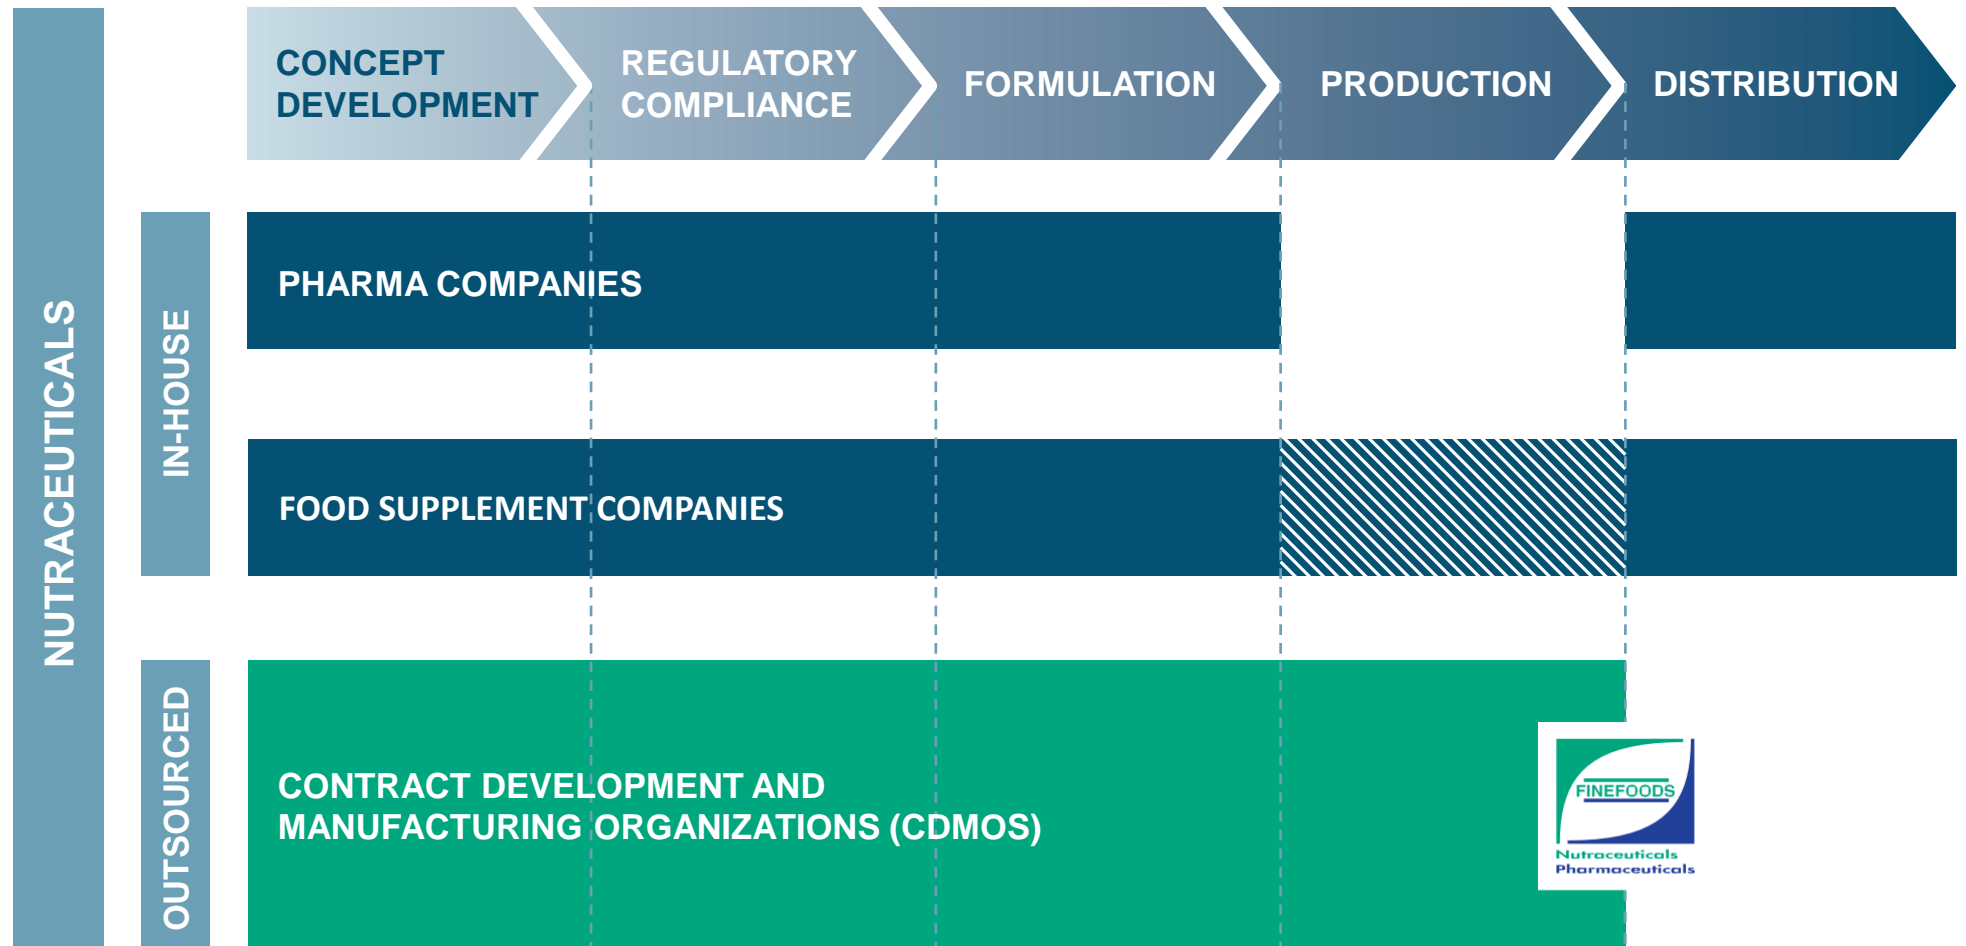 CONCEPT
DEVELOPMENT
REGULATORY
COMPLIANCE
FORMULATION
PRODUCTION
DISTRIBUTION
NUTRACEUTICALS
IN-HOUSE
PHARMA COMPANIES
FOOD SUPPLEMENT COMPANIES
OUTSOURCED
CONTRACT DEVELOPMENT AND
MANUFACTURING ORGANIZATIONS (CDMOS)
FINEFOODS
Nutraceuticals
Pharmaceuticals